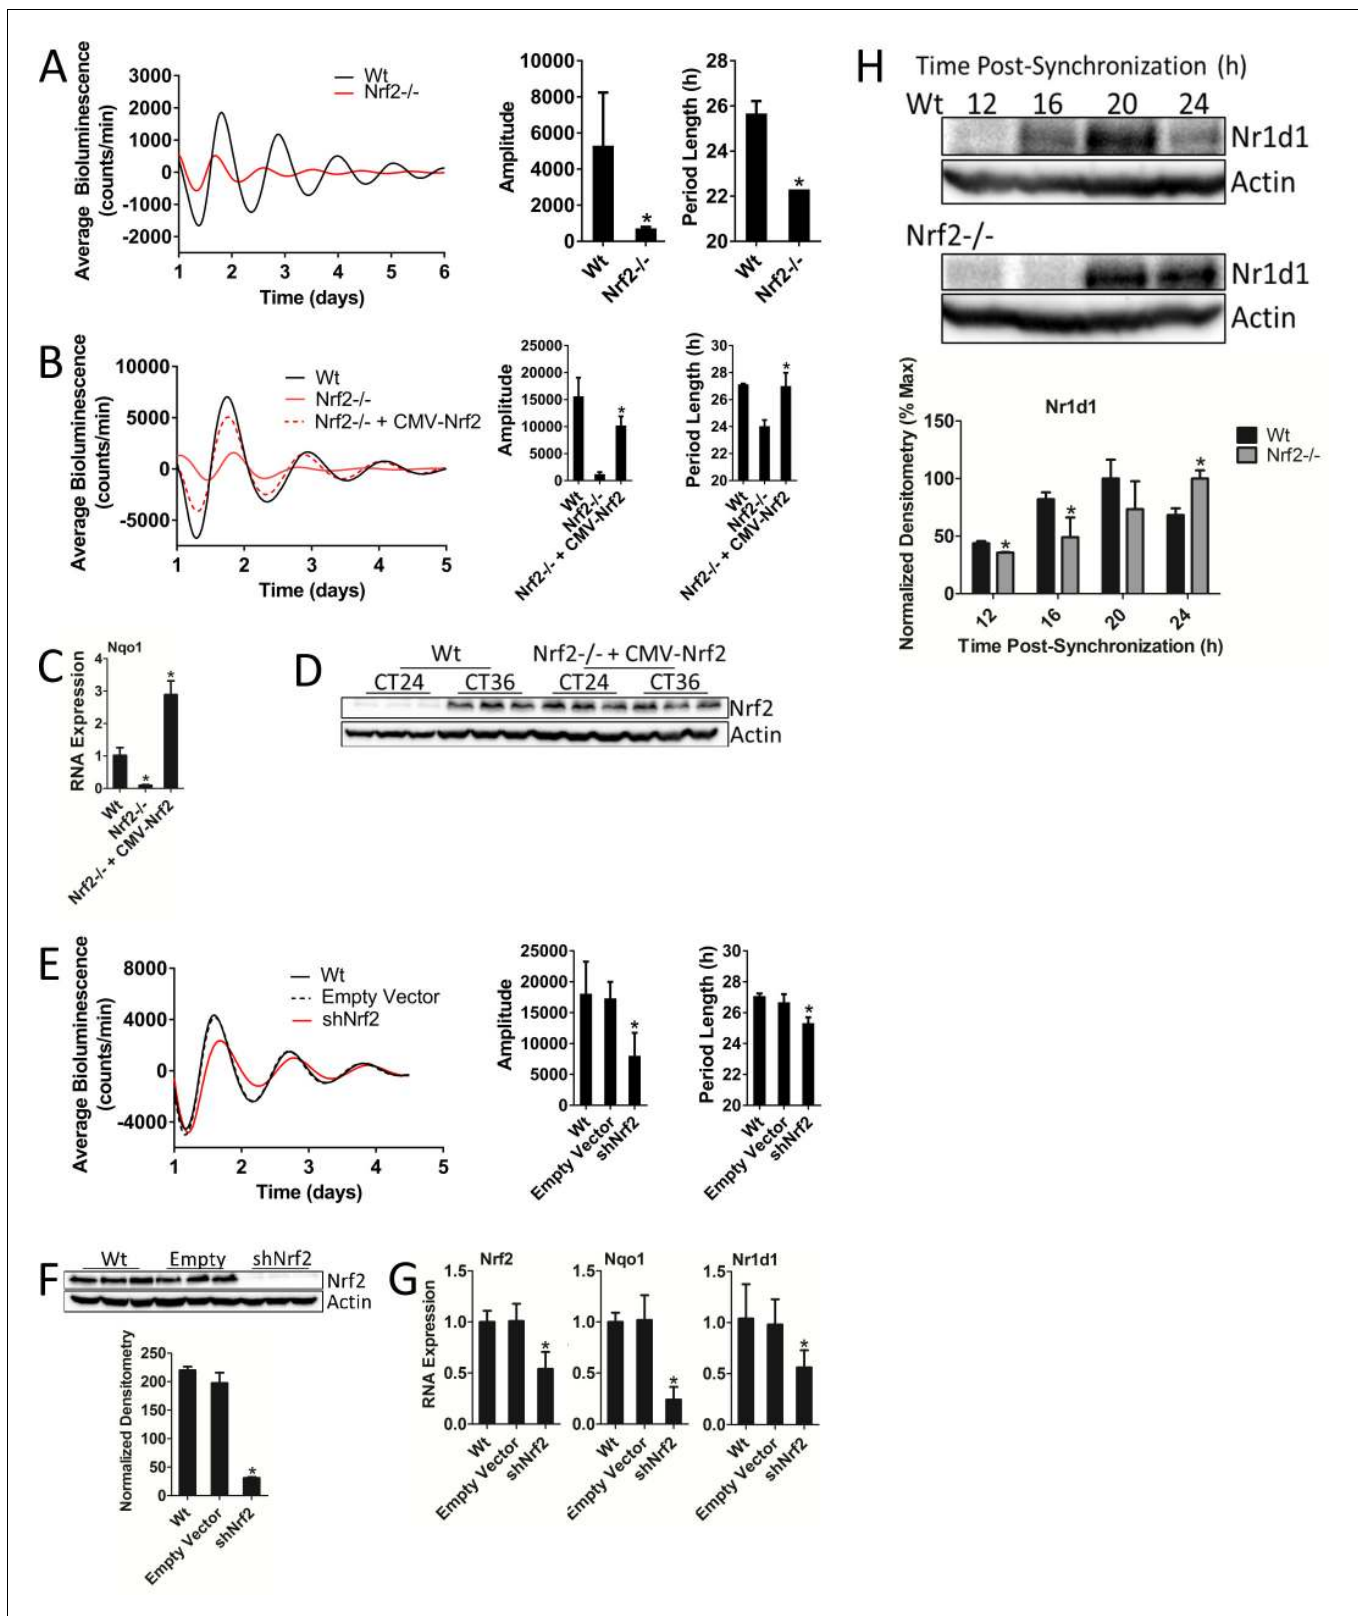 A
Average Bioluminescence
(counts/min)
3000
2000
1000
0
-1000
-2000
1 2 3 4 5 6
Time (days)
Wt
Nrf2-/-
Amplitude
10000
8000
6000
4000
2000
0
Wt
Nrf2-/-
*
Period Length (h)
28
26
24
22
20
Wt
Nrf2-/-
*
B
Average Bioluminescence
(counts/min)
10000
5000
0
-5000
1 2 3 4 5
Time (days)
Wt
Nrf2-/-
Nrf2-/- + CMV-Nrf2
Amplitude
25000
20000
15000
10000
5000
0
Wt
Nrf2-/-
Nrf2-/- + CMV-Nrf2
*
Period Length (h)
30
28
26
24
22
20
Wt
Nrf2-/-
Nrf2-/- + CMV-Nrf2
*
C
Nqo1
RNA Expression
4
3
2
1
0
Wt
Nrf2-/-
Nrf2-/- + CMV-Nrf2
* *
D
Wt Nrf2-/- + CMV-Nrf2
CT24 CT36 CT24 CT36
Nrf2
Actin
E
Average Bioluminescence
(counts/min)
8000
4000
0
-4000
1 2 3 4 5
Time (days)
Wt
Empty Vector
shNrf2
Amplitude
25000
20000
15000
10000
5000
0
Wt
Empty Vector
shNrf2
*
Period Length (h)
30
28
26
24
22
20
Wt
Empty Vector
shNrf2
*
F
Wt Empty shNrf2
Nrf2
Actin
Normalized Densitometry
250
200
150
100
50
0
Wt
Empty Vector
shNrf2
*
G
RNA Expression
Nrf2
1.5
1.0
0.5
0.0
Wt
Empty Vector
shNrf2
*
Nqo1
1.5
1.0
0.5
0.0
Wt
Empty Vector
shNrf2
*
Nr1d1
1.5
1.0
0.5
0.0
Wt
Empty Vector
shNrf2
*
H
Time Post-Synchronization (h)
Wt 12 16 20 24
Nr1d1
Actin
Nrf2-/-
Nr1d1
Actin
Nr1d1
Normalized Densitometry (% Max)
150
100
50
0
12 16 20 24
Time Post-Synchronization (h)
Wt
Nrf2-/-
* * *